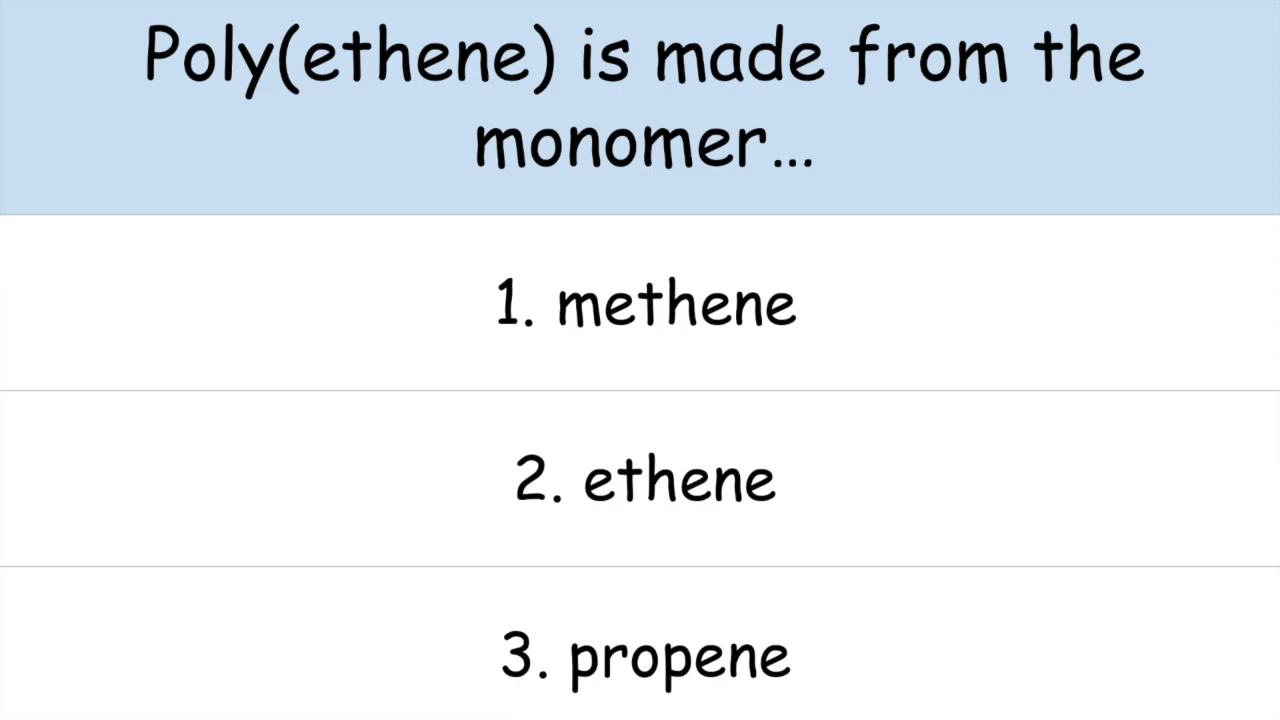 Poly(ethene) is made from the
monomer...
1. methene
2. ethene
3. propene